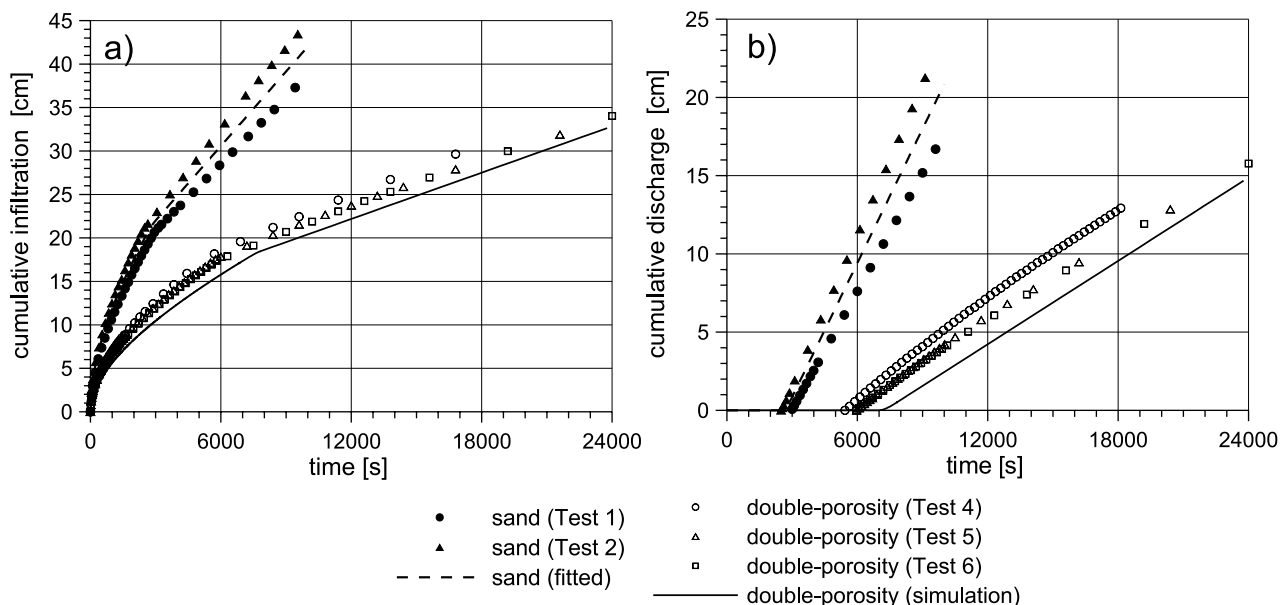 a)
cumulative infiltration [cm]
45
40
35
30
25
20
15
10
5
0
0 6000 12000 18000 24000
time [s]
b)
cumulative discharge [cm]
25
20
15
10
5
0
0 6000 12000 18000 24000
time [s]
sand (Test 1)
sand (Test 2)
sand (fitted)
double-porosity (Test 4)
double-porosity (Test 5)
double-porosity (Test 6)
double-porosity (simulation)